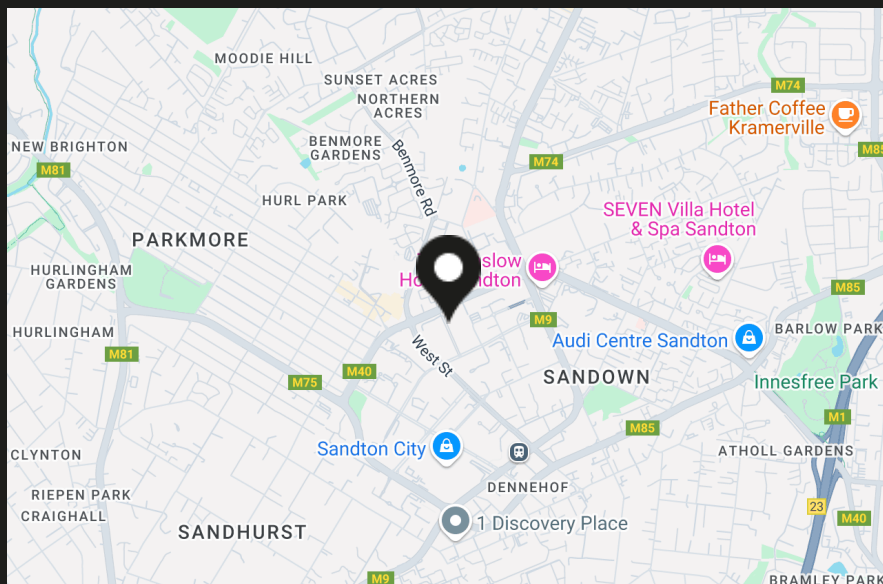 MOODIE HILL
SUNSET ACRES
NORTHERN
ACRES
M74
Father Coffee
Kramerville
NEW BRIGHTON
BENMORE
GARDENS
Benmore Rd
M74
M85
M81
HURL PARK
SEVEN Villa Hotel
& Spa Sandton
PARKMORE
HURLINGHAM
GARDENS
M85
M9
HURLINGHAM
BARLOW PARK
Audi Centre Sandton
West St
M81
M40
M75
SANDOWN
Innesfree Park
M1
M85
Sandton City
CLYNTON
ATHOLL GARDENS
DENNEHOF
RIEPEN PARK
CRAIGHALL
23
M40
SANDHURST
1 Discovery Place
M9
BRAMLEY PARK